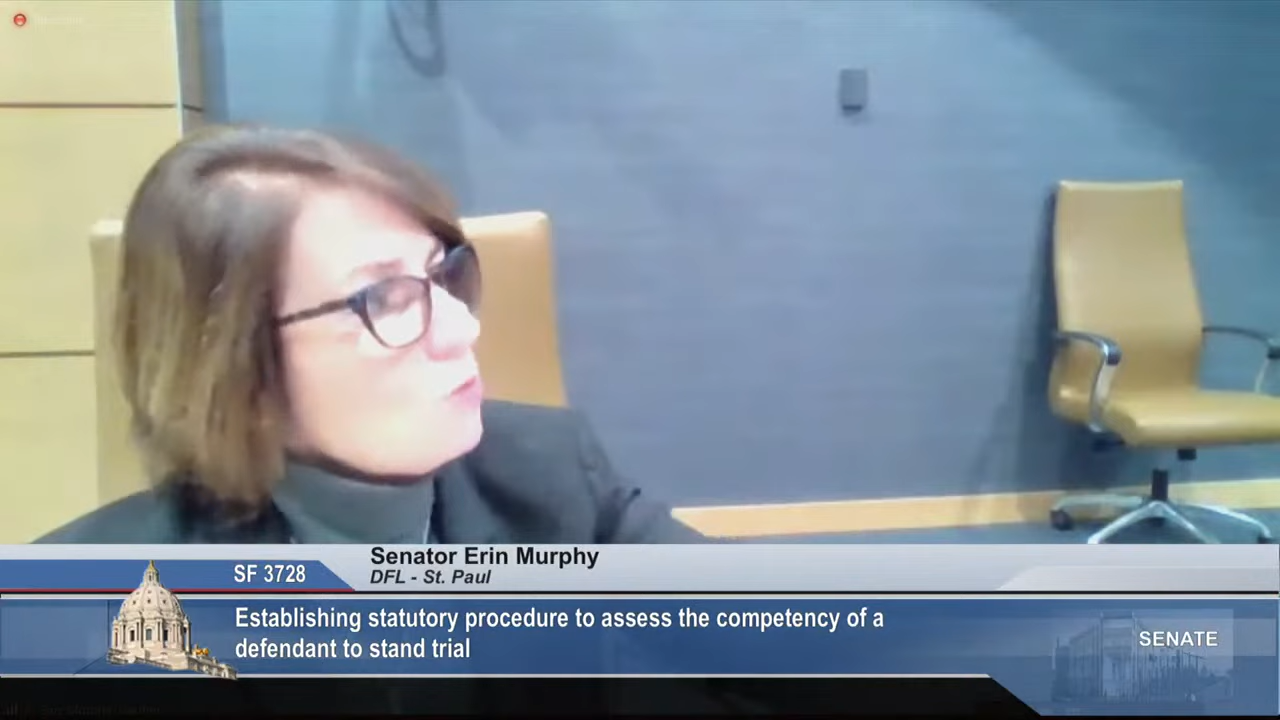 SF 3728
Senator Erin Murphy
DFL - St. Paul
Establishing statutory procedure to assess the competency of a
defendant to stand trial
SENATE